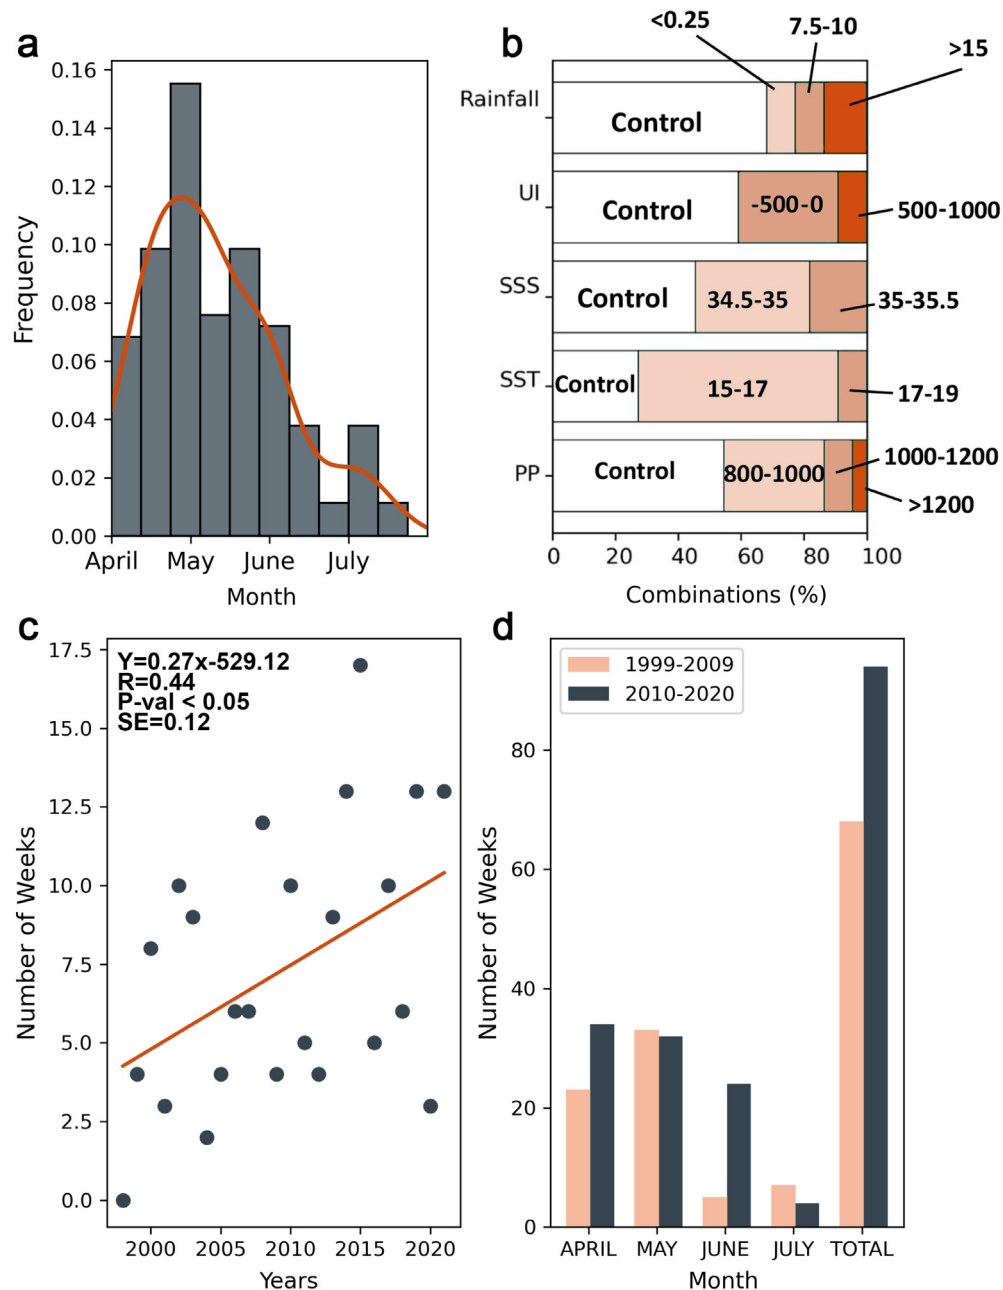 a
0.16
0.14
0.12
0.10
0.08
0.06
0.04
0.02
0.00
Frequency
April May June July
Month
b
<0.25
7.5-10
>15
Rainfall
Control
UI
Control
-500-0
500-1000
SSS
Control
34.5-35
35-35.5
SST
Control
15-17
17-19
PP
Control
800-1000
1000-1200
>1200
0 20 40 60 80 100
Combinations (%)
c
Y=0.27x-529.12
R=0.44
P-val < 0.05
SE=0.12
17.5
15.0
12.5
10.0
7.5
5.0
2.5
0.0
Number of Weeks
2000 2005 2010 2015 2020
Years
d
1999-2009
2010-2020
80
60
40
20
0
Number of Weeks
APRIL MAY JUNE JULY TOTAL
Month